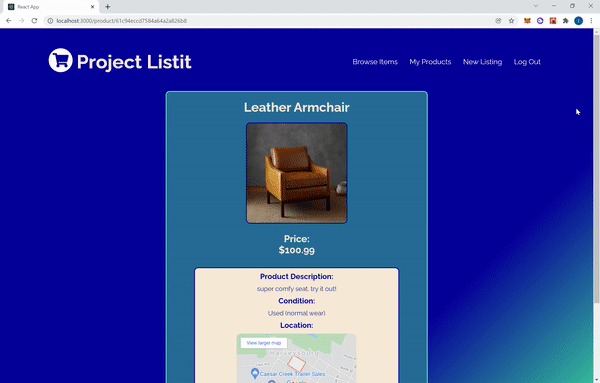 React App
localhost:3000/product/61c94eccd7584a64a2a826b8
Project Listit
Browse Items
My Products
New Listing
Log Out
Leather Armchair
Price:
$100.99
Product Description:
super comfy seat, try it out!
Condition:
Used (normal wear)
Location:
View larger map
Caesar Creek Trailer Sales